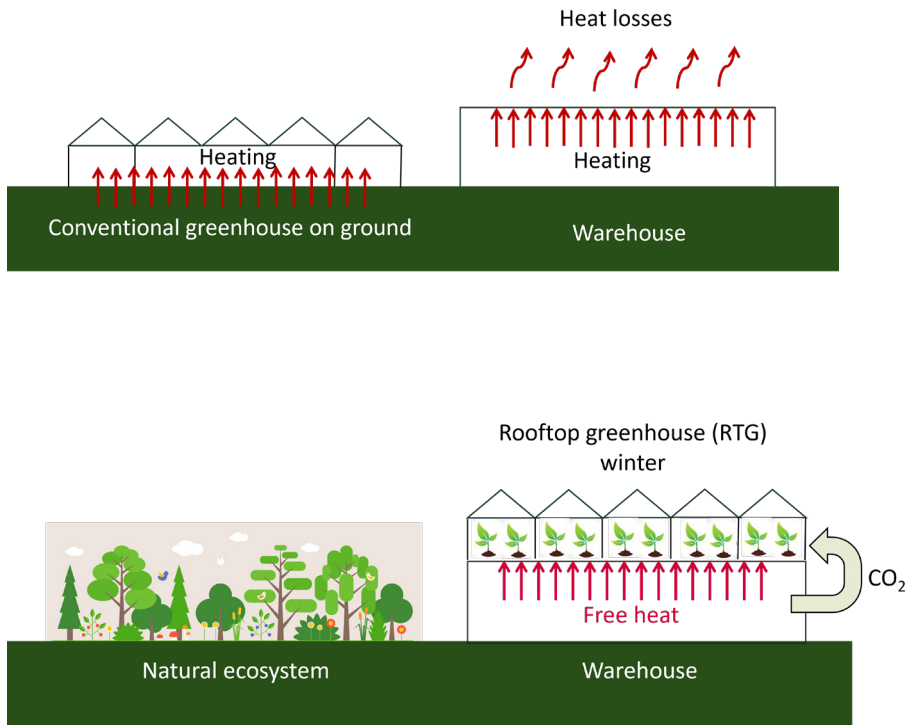 Heat losses
Heating
Heating
Conventional greenhouse on ground
Warehouse
Rooftop greenhouse (RTG)
winter
CO₂
Free heat
Natural ecosystem
Warehouse